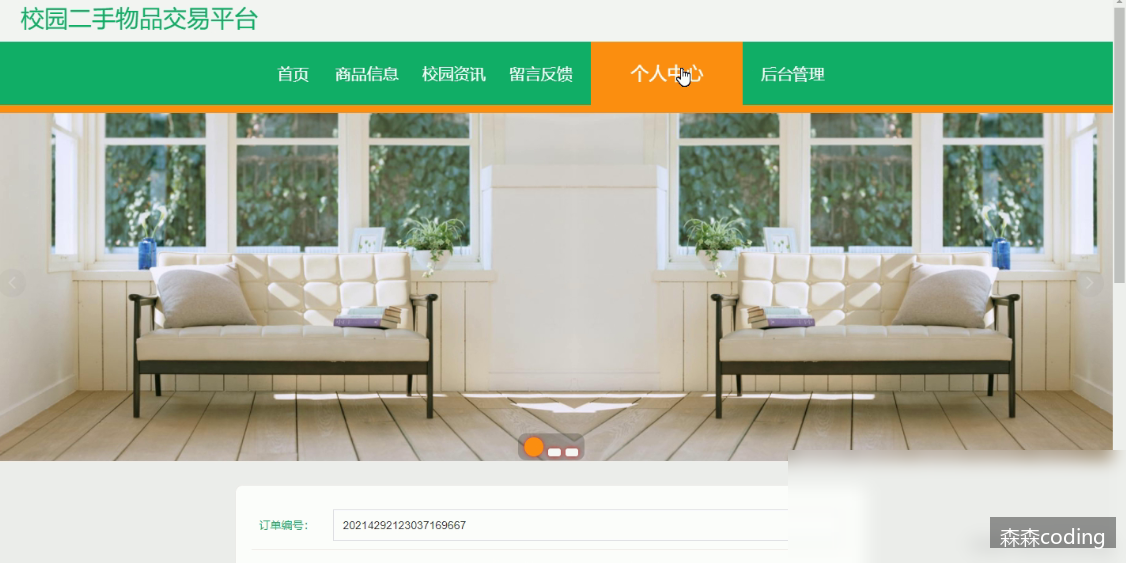 校园二手物品交易平台
首页 商品信息 校园资讯 留言反馈 个人中心 后台管理
订单编号： 20214292123037169667
森森coding